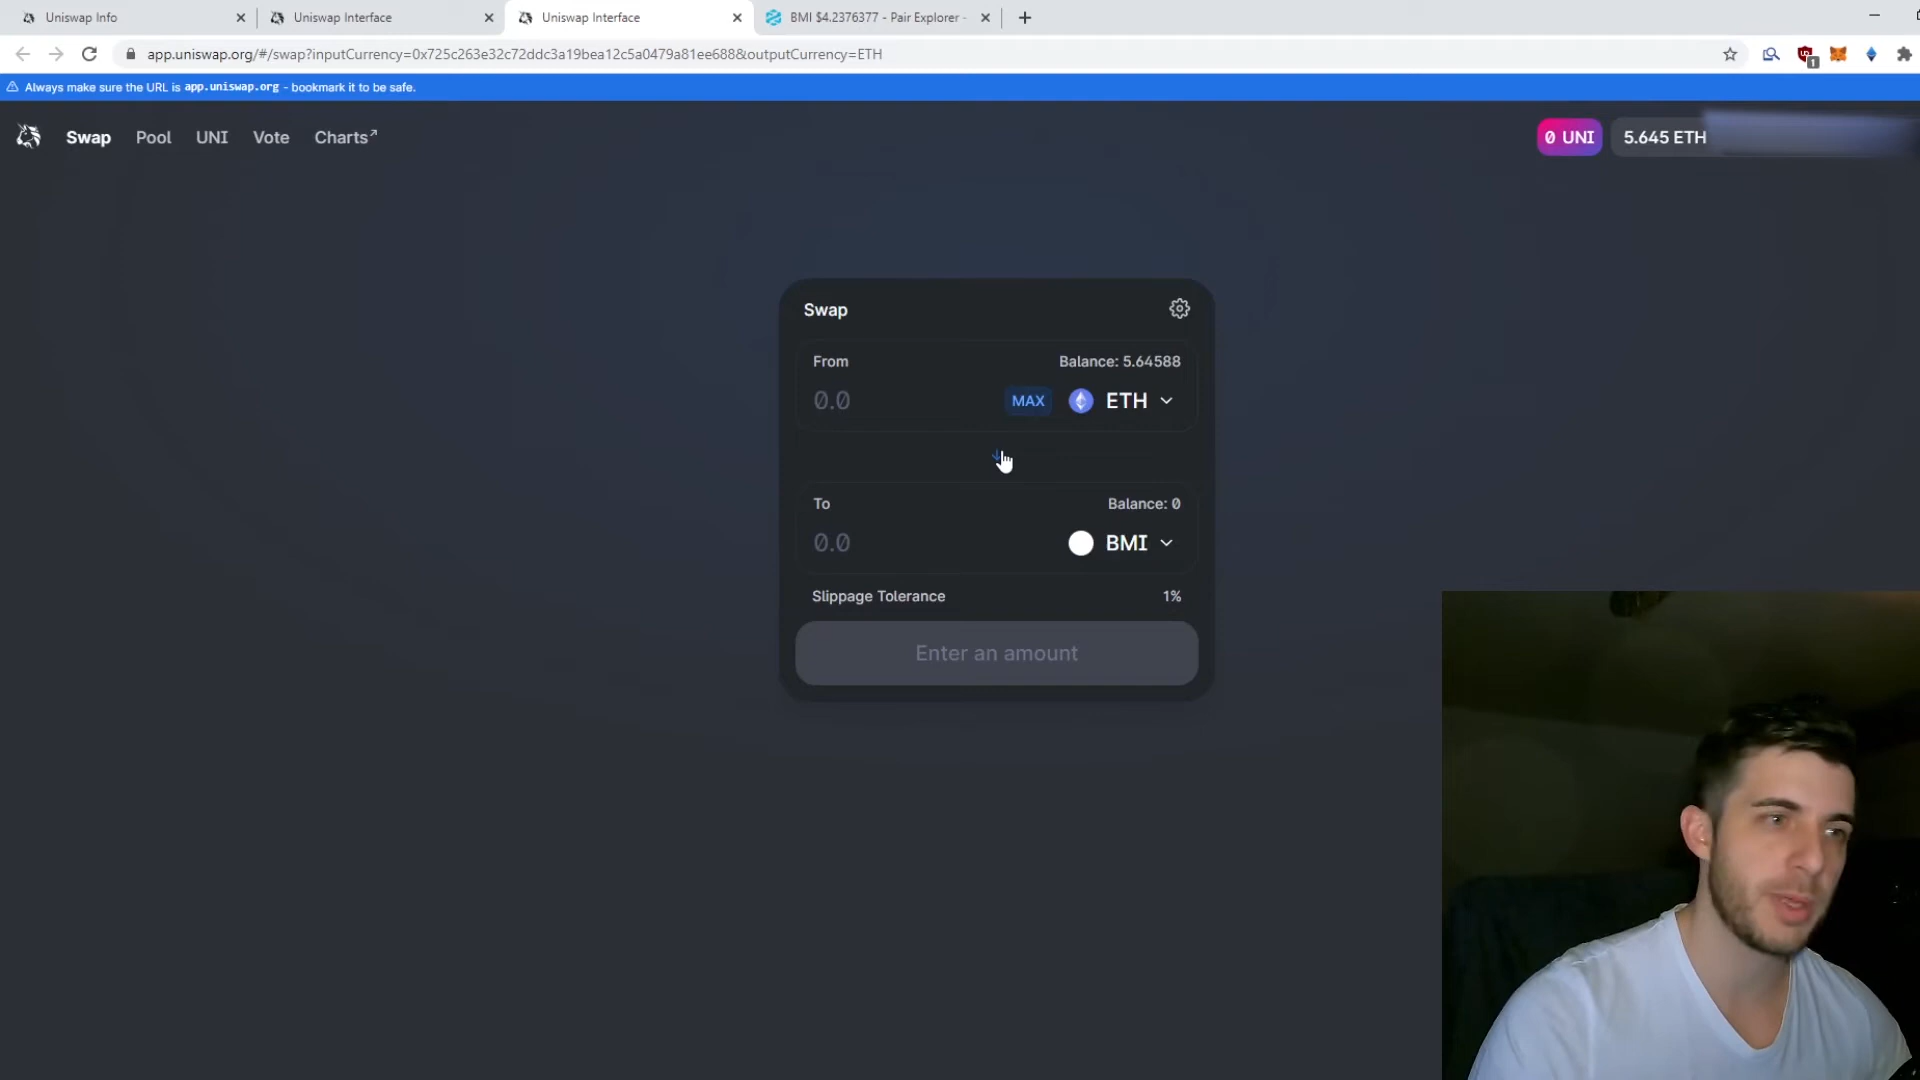 Uniswap Info
Uniswap Interface
Uniswap Interface
BMI $4.2376377 - Pair Explorer -
app.uniswap.org/#/swap?inputCurrency=0x725c263e32c72ddc3a19bea12c5a0479a81ee688&outputCurrency=ETH
1
Always make sure the URL is app.uniswap.org - bookmark it to be safe.
Swap Pool UNI Vote Charts↗
0 UNI 5.645 ETH
Swap
From Balance: 5.64588
0.0 MAX ETH
To Balance: 0
0.0 BMI
Slippage Tolerance 1%
Enter an amount